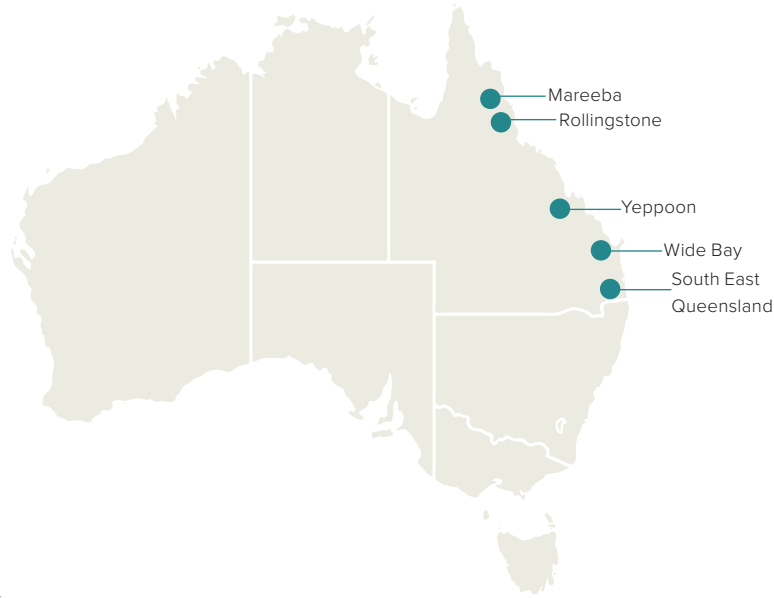 Mareeba
Rollingstone
Yeppoon
Wide Bay
South East
Queensland